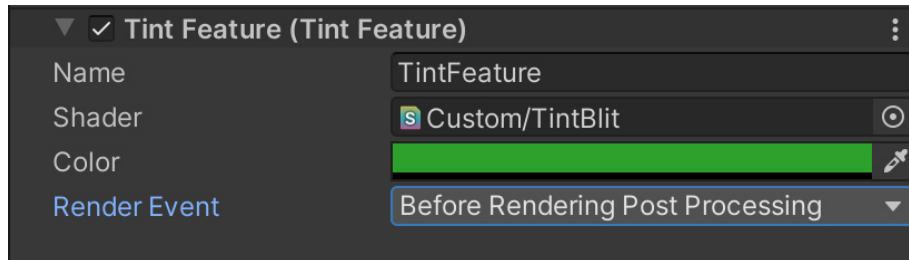 Tint Feature (Tint Feature)
Name TintFeature
Shader S Custom/TintBlit
Color
Render Event Before Rendering Post Processing